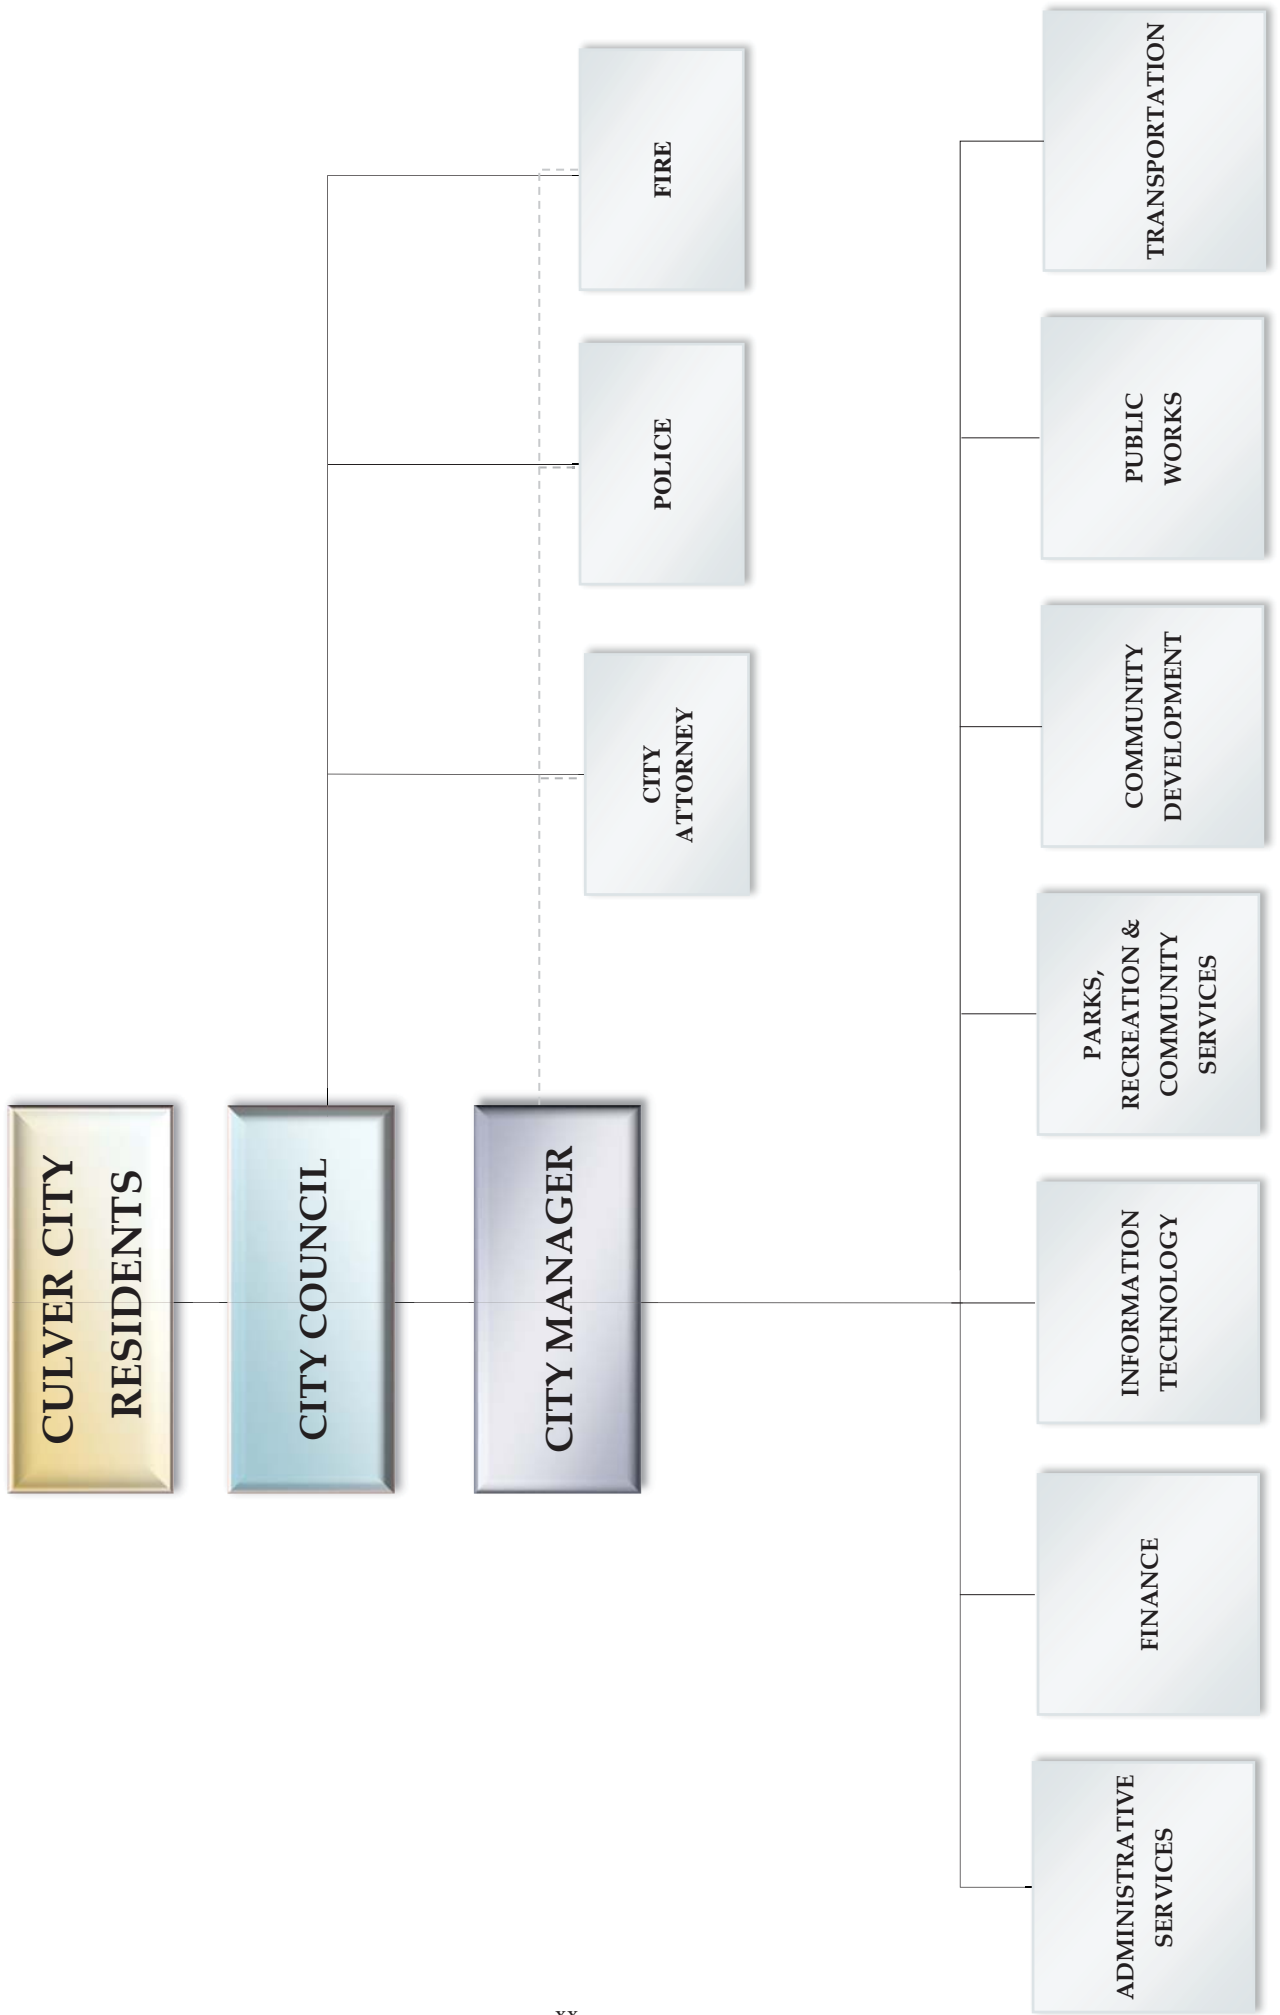 CULVER CITY
RESIDENTS
CITY COUNCIL
CITY MANAGER
CITY
ATTORNEY
POLICE
FIRE
ADMINISTRATIVE
SERVICES
FINANCE
INFORMATION
TECHNOLOGY
PARKS,
RECREATION &
COMMUNITY
SERVICES
COMMUNITY
DEVELOPMENT
PUBLIC
WORKS
TRANSPORTATION
xx